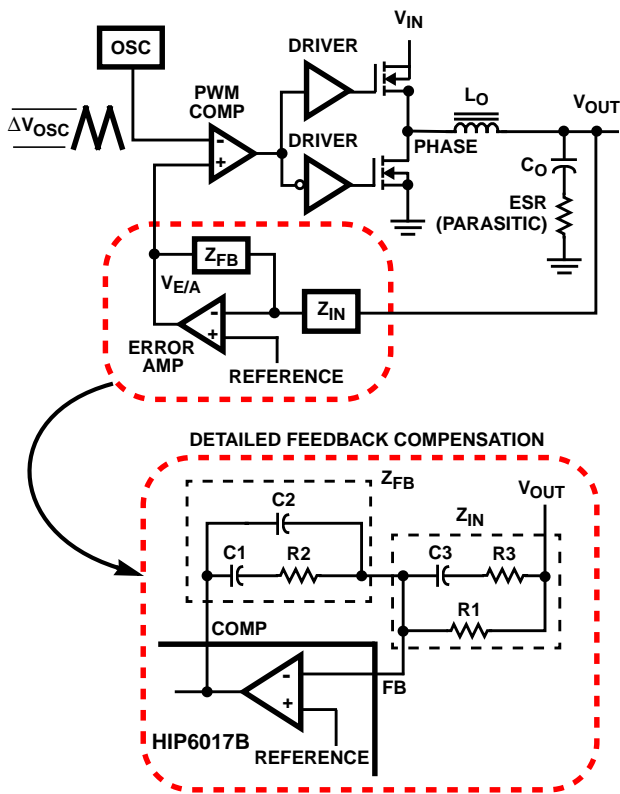 OSC
DRIVER
V_IN
PWM
COMP
L_O
V_OUT
ΔV_OSC
-
+
DRIVER
PHASE
C_O
ESR
(PARASITIC)
Z_FB
V_E/A
-
+
Z_IN
ERROR
AMP
REFERENCE
DETAILED FEEDBACK COMPENSATION
Z_FB
V_OUT
C2
Z_IN
C1
R2
C3
R3
R1
COMP
FB
-
+
HIP6017B
REFERENCE